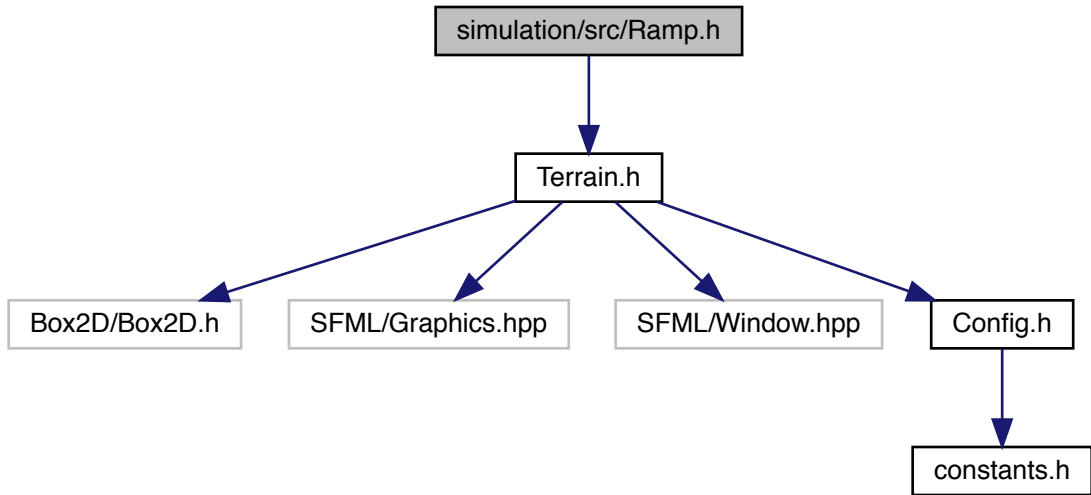 simulation/src/Ramp.h
Terrain.h
Box2D/Box2D.h
SFML/Graphics.hpp
SFML/Window.hpp
Config.h
constants.h